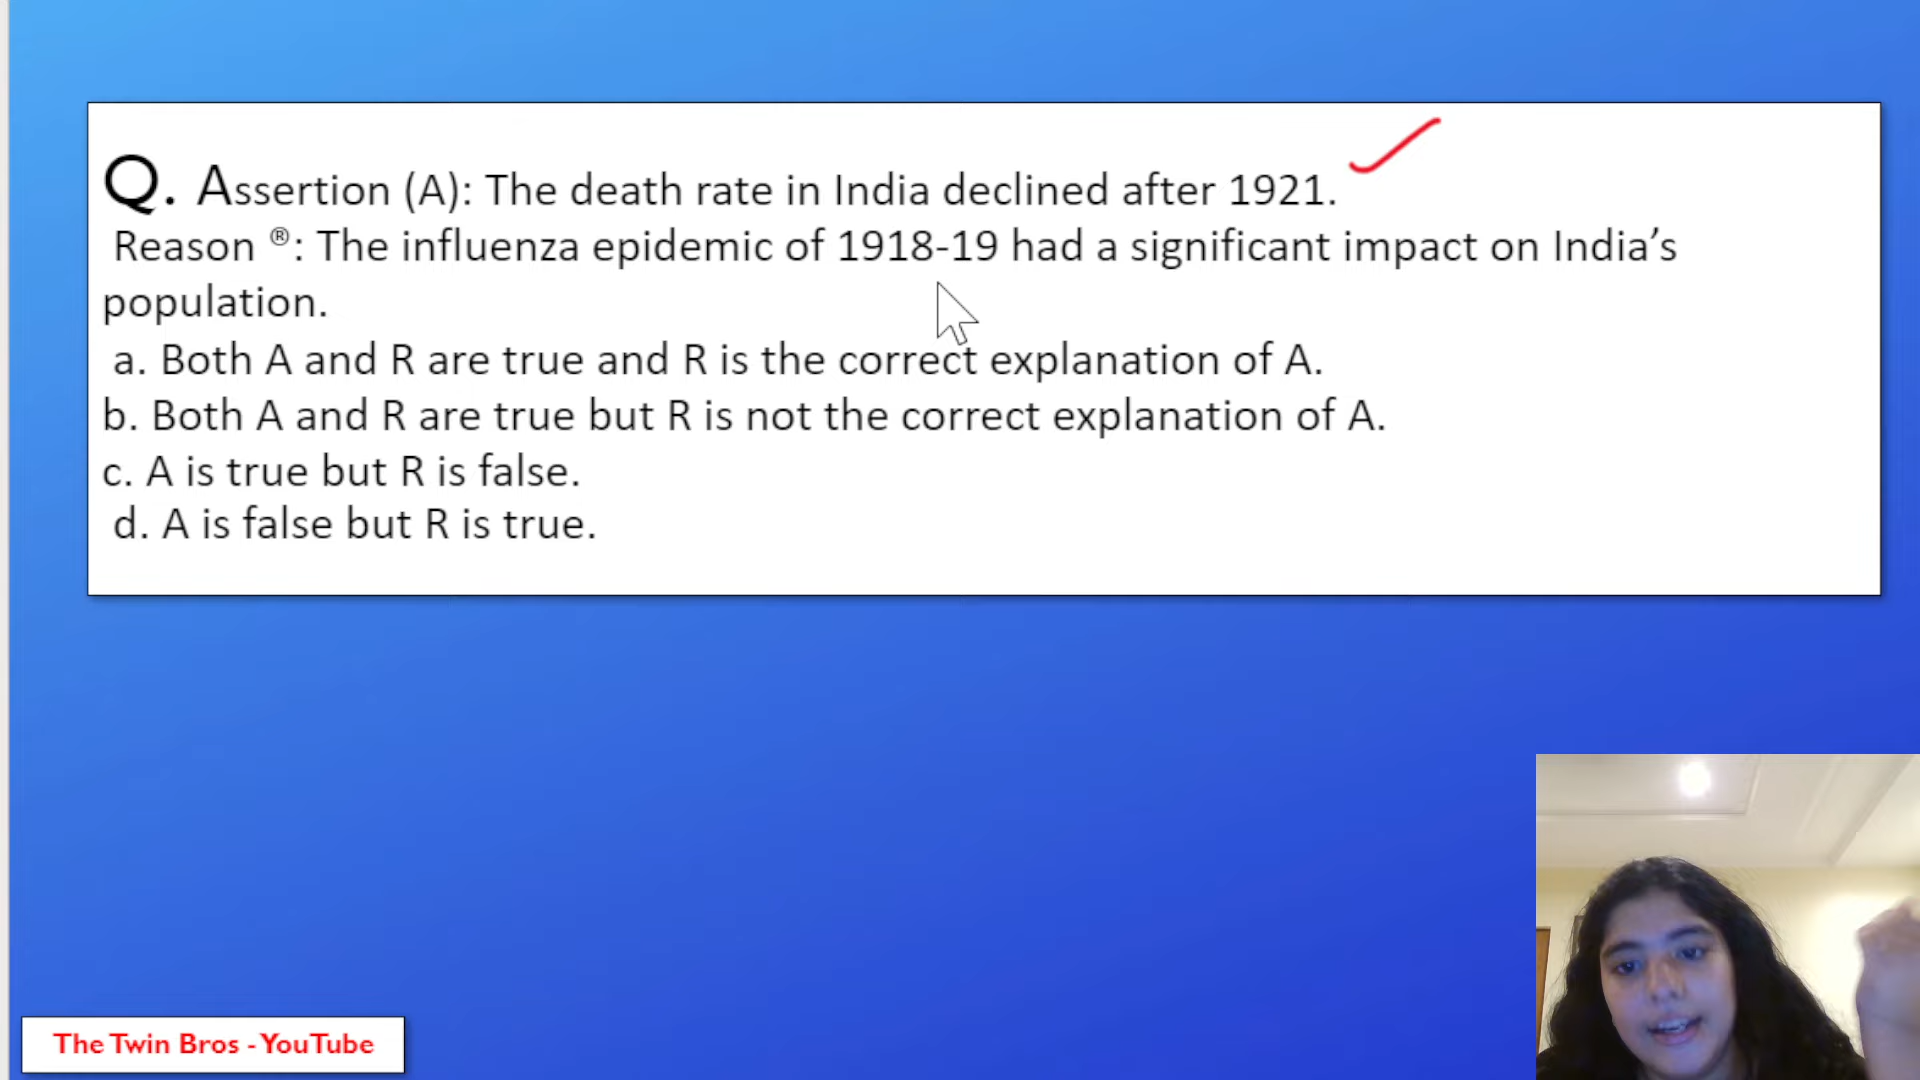 Q. Assertion (A): The death rate in India declined after 1921.
Reason ®: The influenza epidemic of 1918-19 had a significant impact on India’s
population.
a. Both A and R are true and R is the correct explanation of A.
b. Both A and R are true but R is not the correct explanation of A.
c. A is true but R is false.
d. A is false but R is true.
The Twin Bros - YouTube